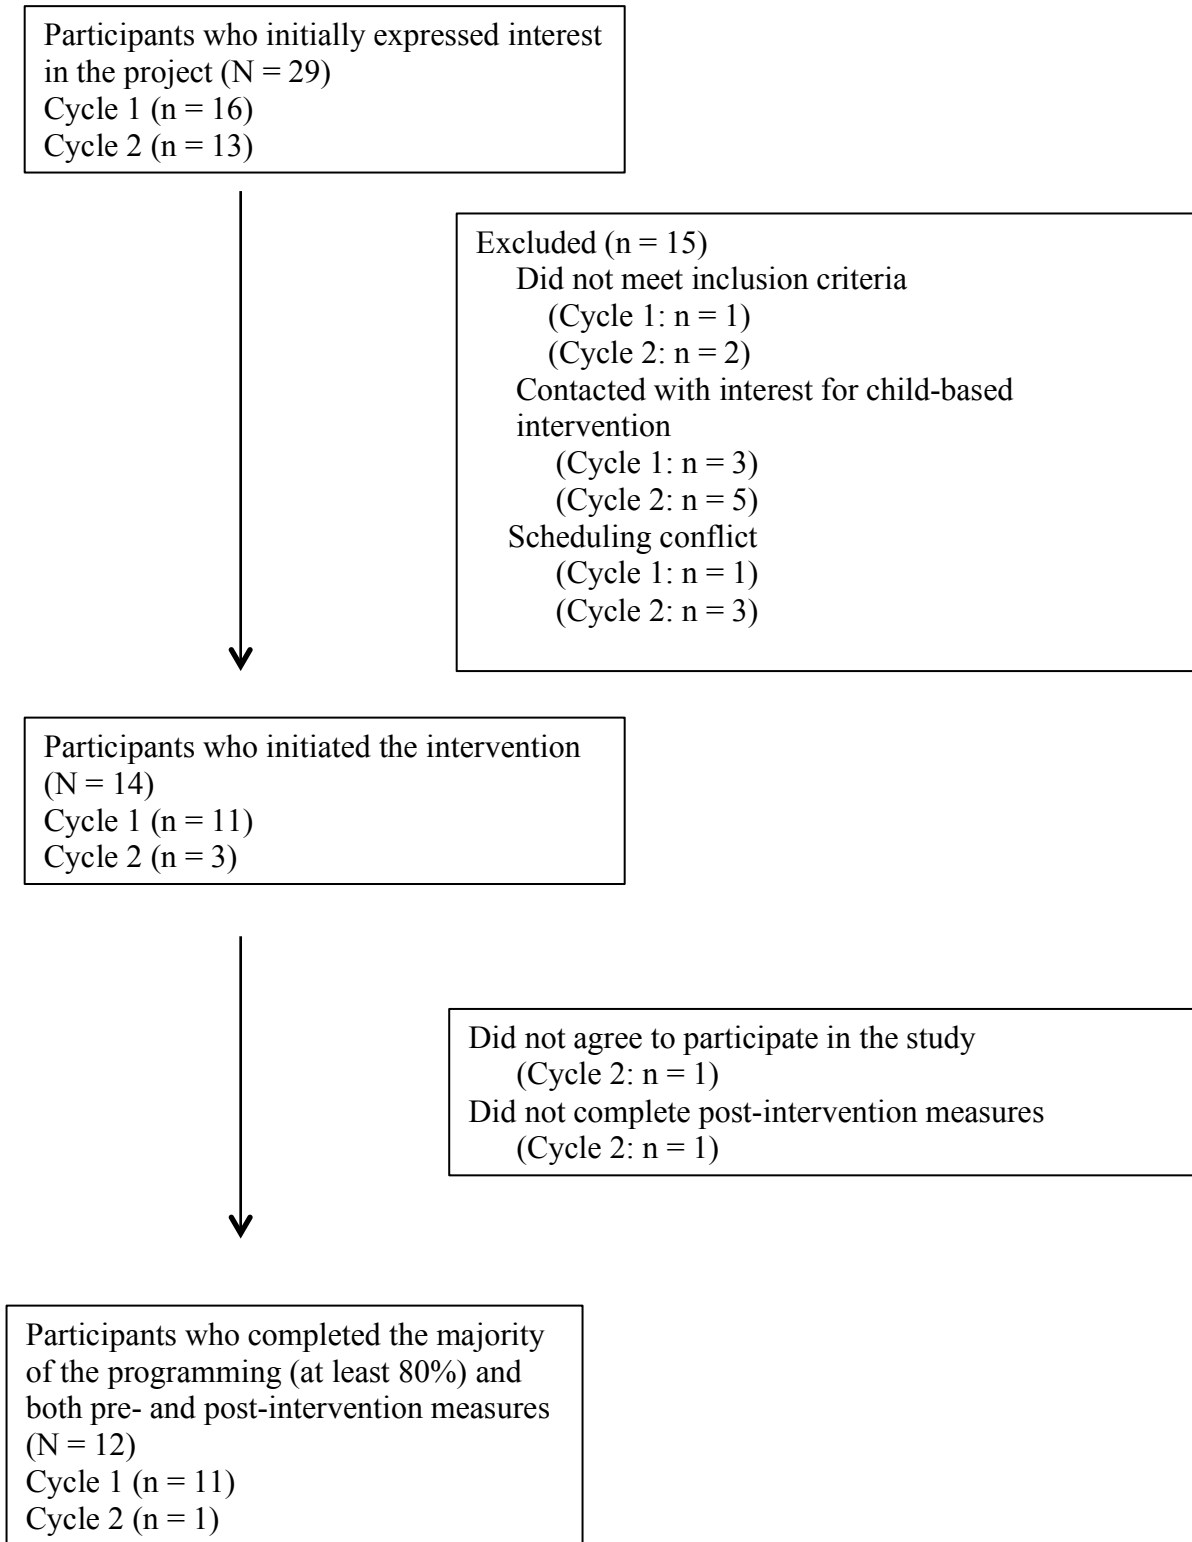 Participants who initially expressed interest
in the project (N = 29)
Cycle 1 (n = 16)
Cycle 2 (n = 13)
Excluded (n = 15)
Did not meet inclusion criteria
(Cycle 1: n = 1)
(Cycle 2: n = 2)
Contacted with interest for child-based
intervention
(Cycle 1: n = 3)
(Cycle 2: n = 5)
Scheduling conflict
(Cycle 1: n = 1)
(Cycle 2: n = 3)
Participants who initiated the intervention
(N = 14)
Cycle 1 (n = 11)
Cycle 2 (n = 3)
Did not agree to participate in the study
(Cycle 2: n = 1)
Did not complete post-intervention measures
(Cycle 2: n = 1)
Participants who completed the majority
of the programming (at least 80%) and
both pre- and post-intervention measures
(N = 12)
Cycle 1 (n = 11)
Cycle 2 (n = 1)